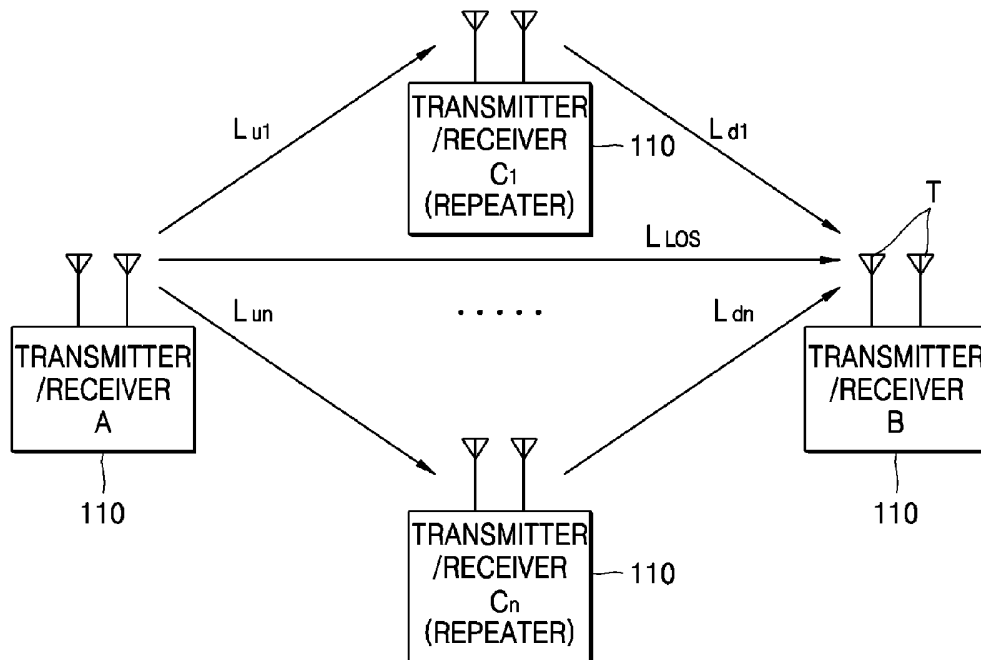 TRANSMITTER
/RECEIVER
C1
(REPEATER)
110
Lu1
Ld1
T
LLOS
TRANSMITTER
/RECEIVER
A
110
Lun
.....
Ldn
TRANSMITTER
/RECEIVER
B
110
TRANSMITTER
/RECEIVER
Cn
(REPEATER)
110